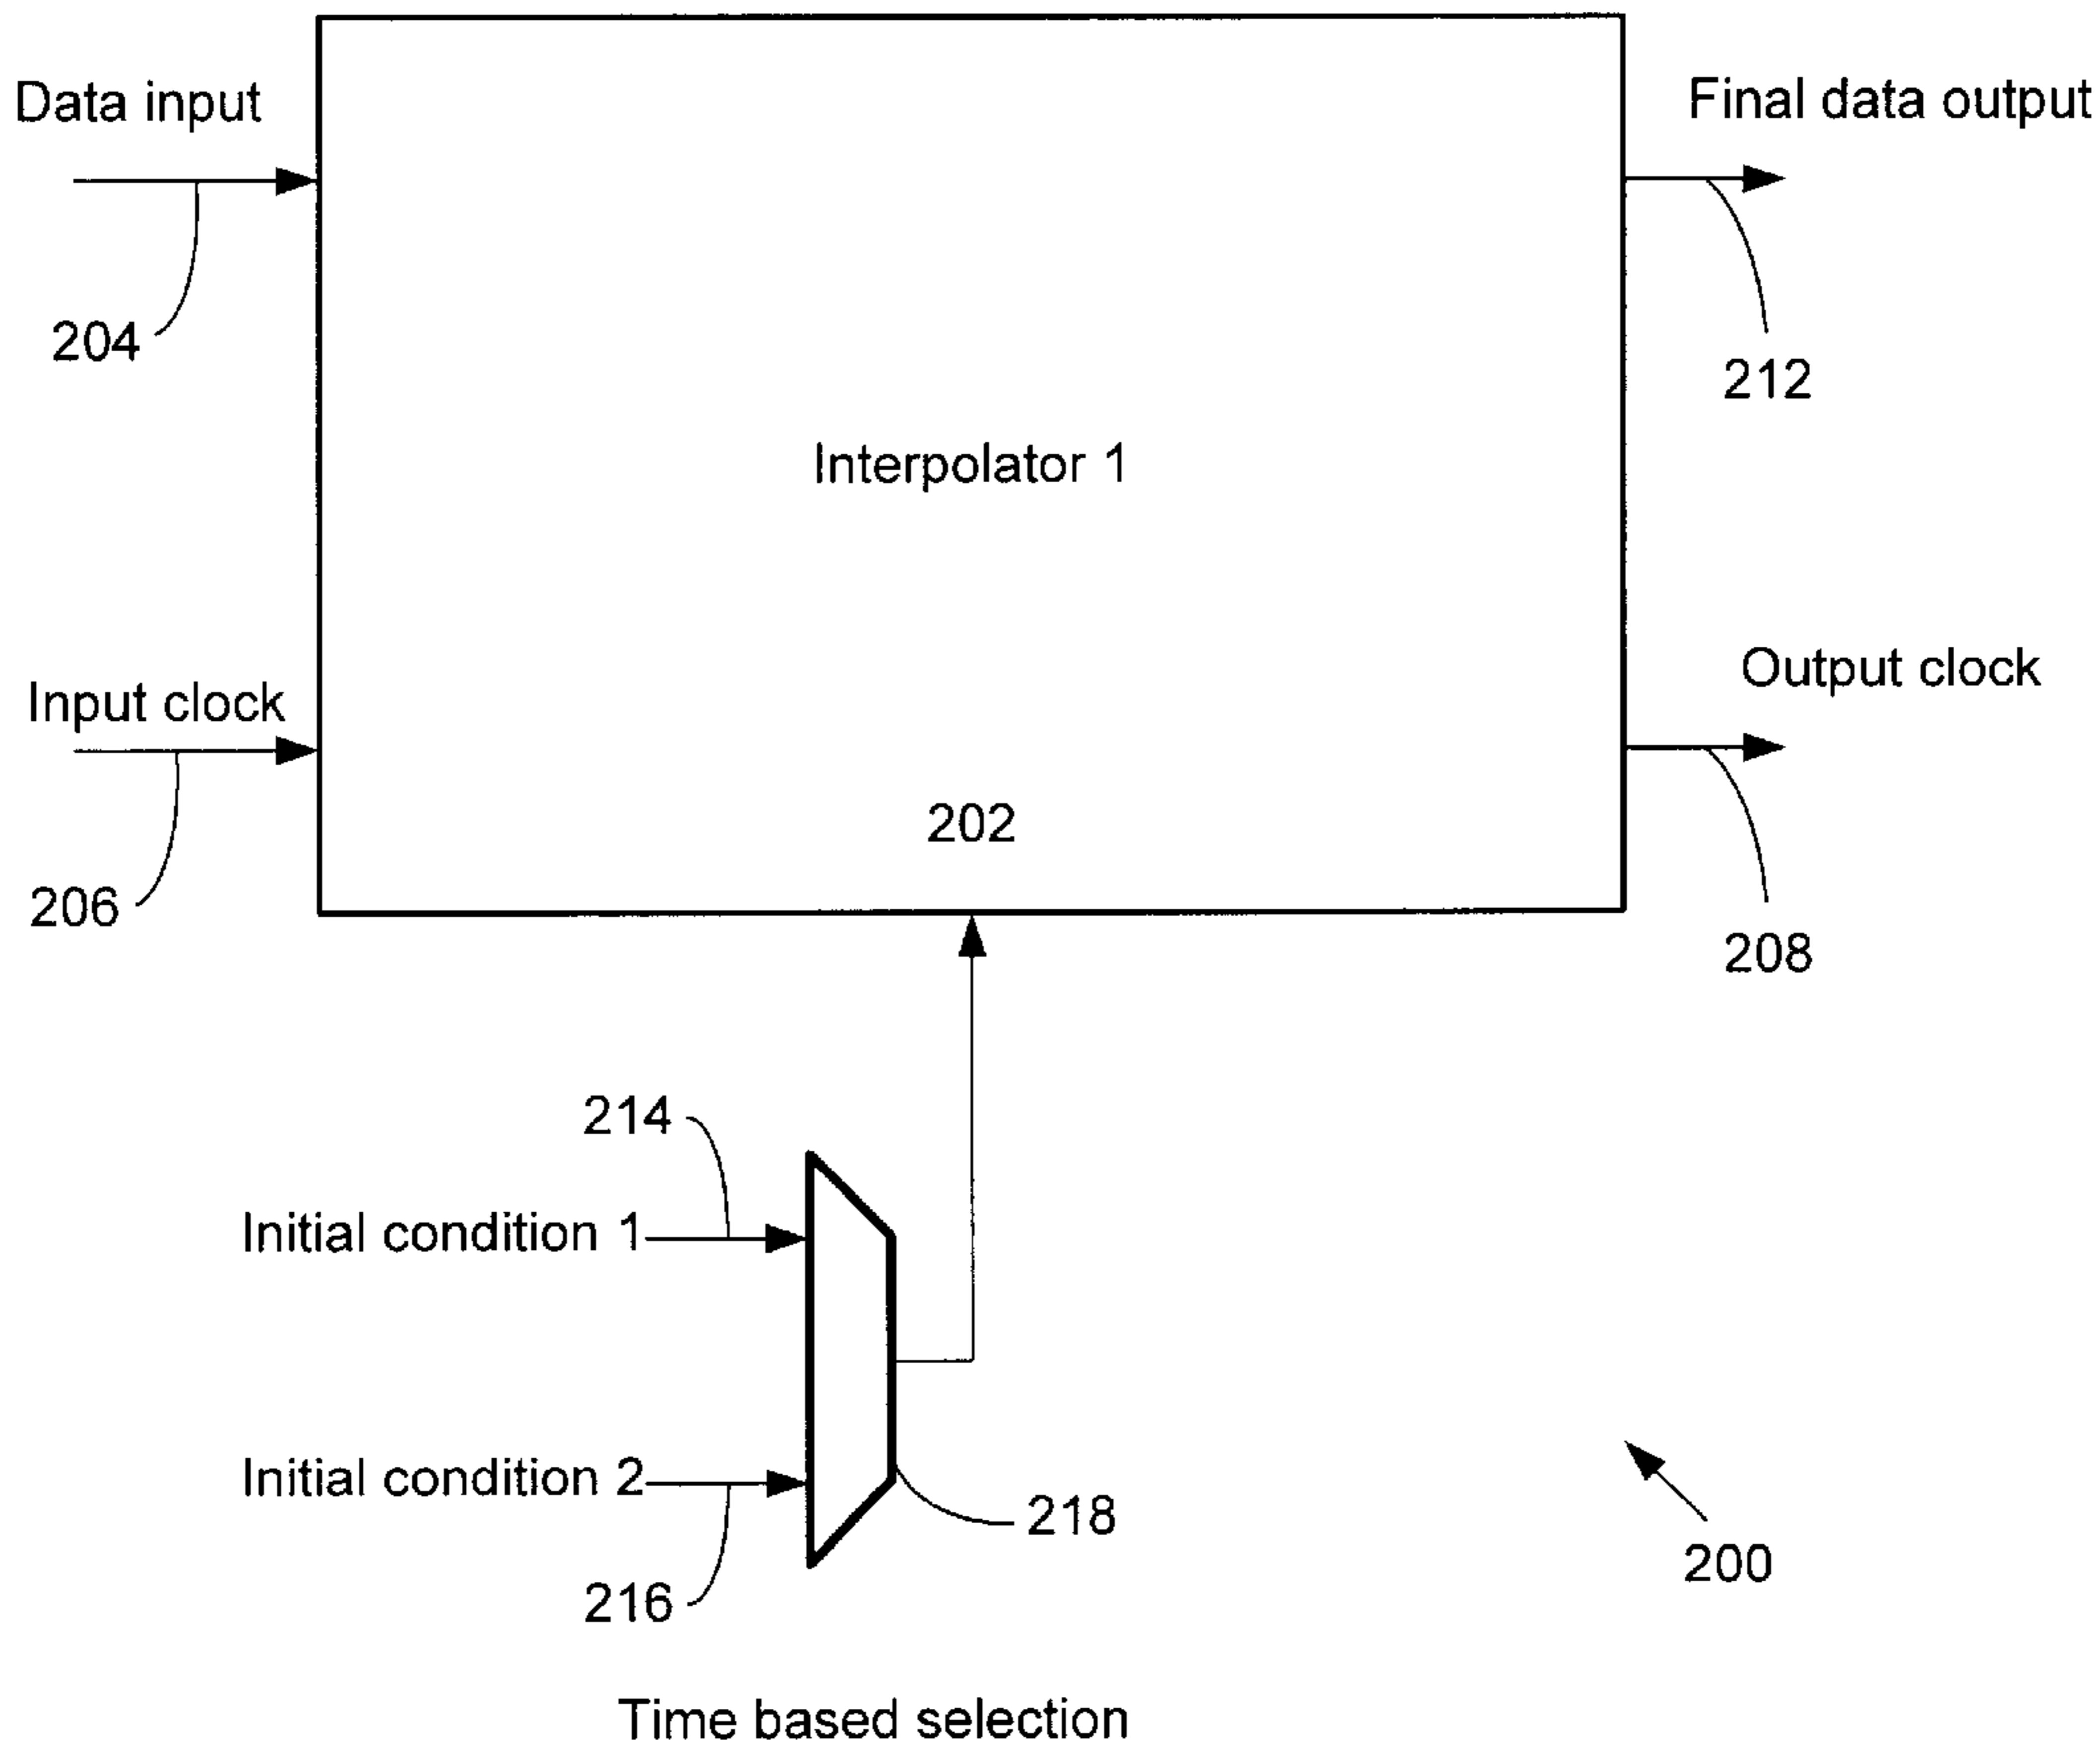 Data input
Final data output
204
212
Interpolator 1
Input clock
Output clock
202
206
208
214
Initial condition 1
Initial condition 2
218
216
200
Time based selection